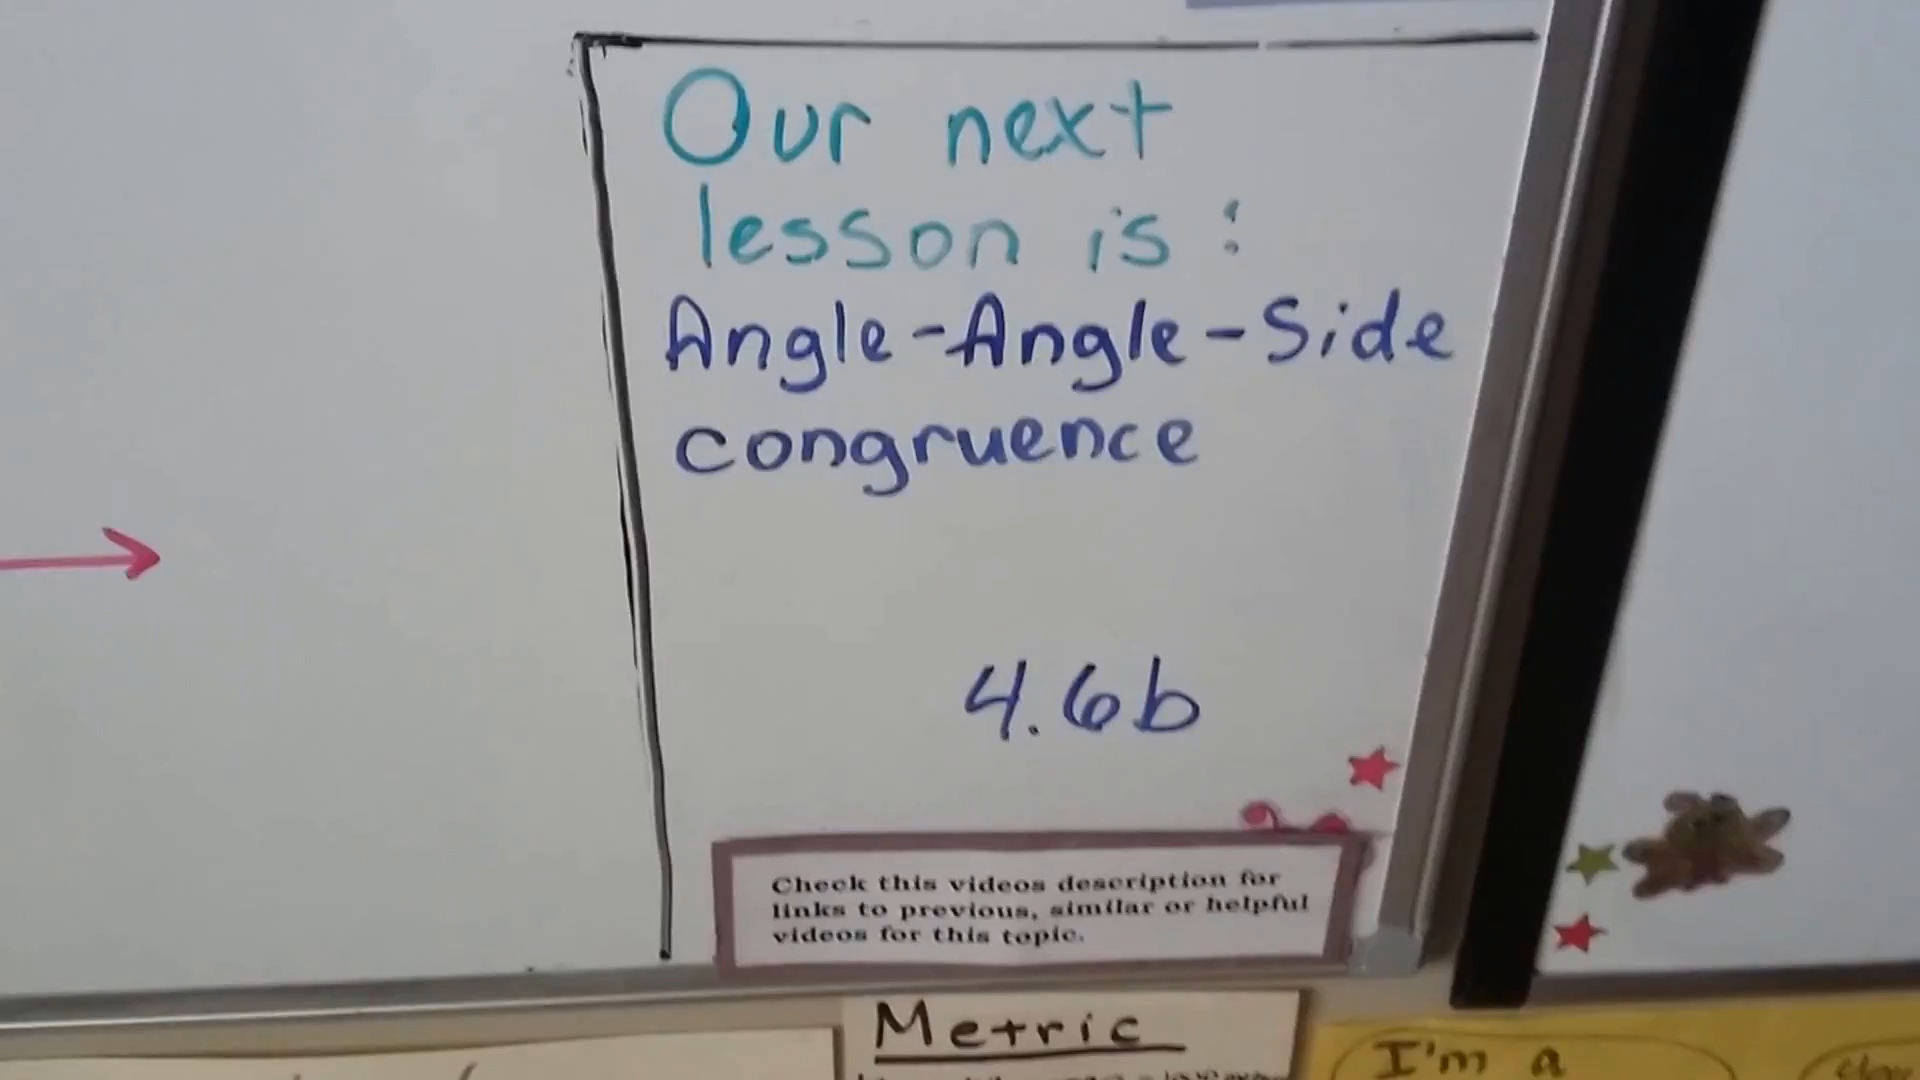 Our next
lesson is:
Angle-Angle-Side
congruence
4.6b
Check this videos description for
links to previous, similar or helpful
videos for this topic.
Metric
I'm a